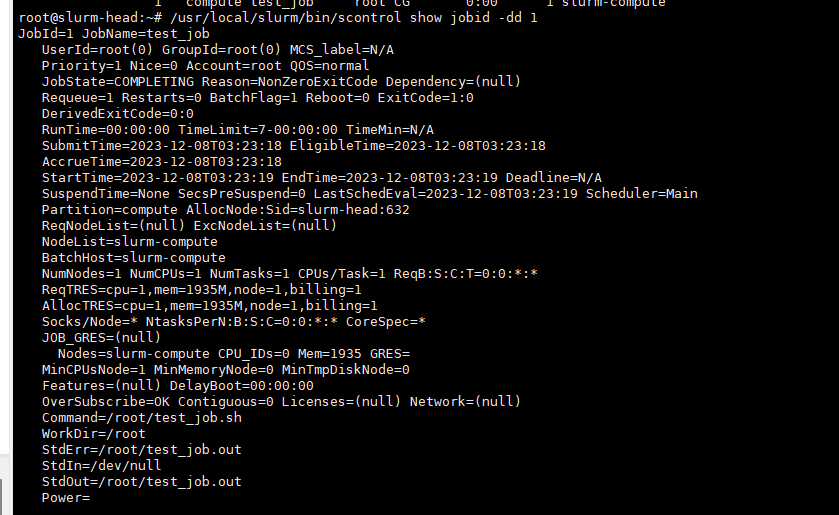 1 compute test_job root CG 0:00 1 slurm-compute
root@slurm-head:~# /usr/local/slurm/bin/scontrol show jobid -dd 1
JobId=1 JobName=test_job
UserId=root(0) GroupId=root(0) MCS_label=N/A
Priority=1 Nice=0 Account=root QOS=normal
JobState=COMPLETING Reason=NonZeroExitCode Dependency=(null)
Requeue=1 Restarts=0 BatchFlag=1 Reboot=0 ExitCode=1:0
DerivedExitCode=0:0
RunTime=00:00:00 TimeLimit=7-00:00:00 TimeMin=N/A
SubmitTime=2023-12-08T03:23:18 EligibleTime=2023-12-08T03:23:18
AccrueTime=2023-12-08T03:23:18
StartTime=2023-12-08T03:23:19 EndTime=2023-12-08T03:23:19 Deadline=N/A
SuspendTime=None SecsPreSuspend=0 LastSchedEval=2023-12-08T03:23:19 Scheduler=Main
Partition=compute AllocNode:Sid=slurm-head:632
ReqNodeList=(null) ExcNodeList=(null)
NodeList=slurm-compute
BatchHost=slurm-compute
NumNodes=1 NumCPUs=1 NumTasks=1 CPUs/Task=1 ReqB:S:C:T=0:0:*:*
ReqTRES=cpu=1,mem=1935M,node=1,billing=1
AllocTRES=cpu=1,mem=1935M,node=1,billing=1
Socks/Node=* NtasksPerN:B:S:C=0:0:*:* CoreSpec=*
JOB_GRES=(null)
Nodes=slurm-compute CPU_IDs=0 Mem=1935 GRES=
MinCPUsNode=1 MinMemoryNode=0 MinTmpDiskNode=0
Features=(null) DelayBoot=00:00:00
OverSubscribe=OK Contiguous=0 Licenses=(null) Network=(null)
Command=/root/test_job.sh
WorkDir=/root
StdErr=/root/test_job.out
StdIn=/dev/null
StdOut=/root/test_job.out
Power=